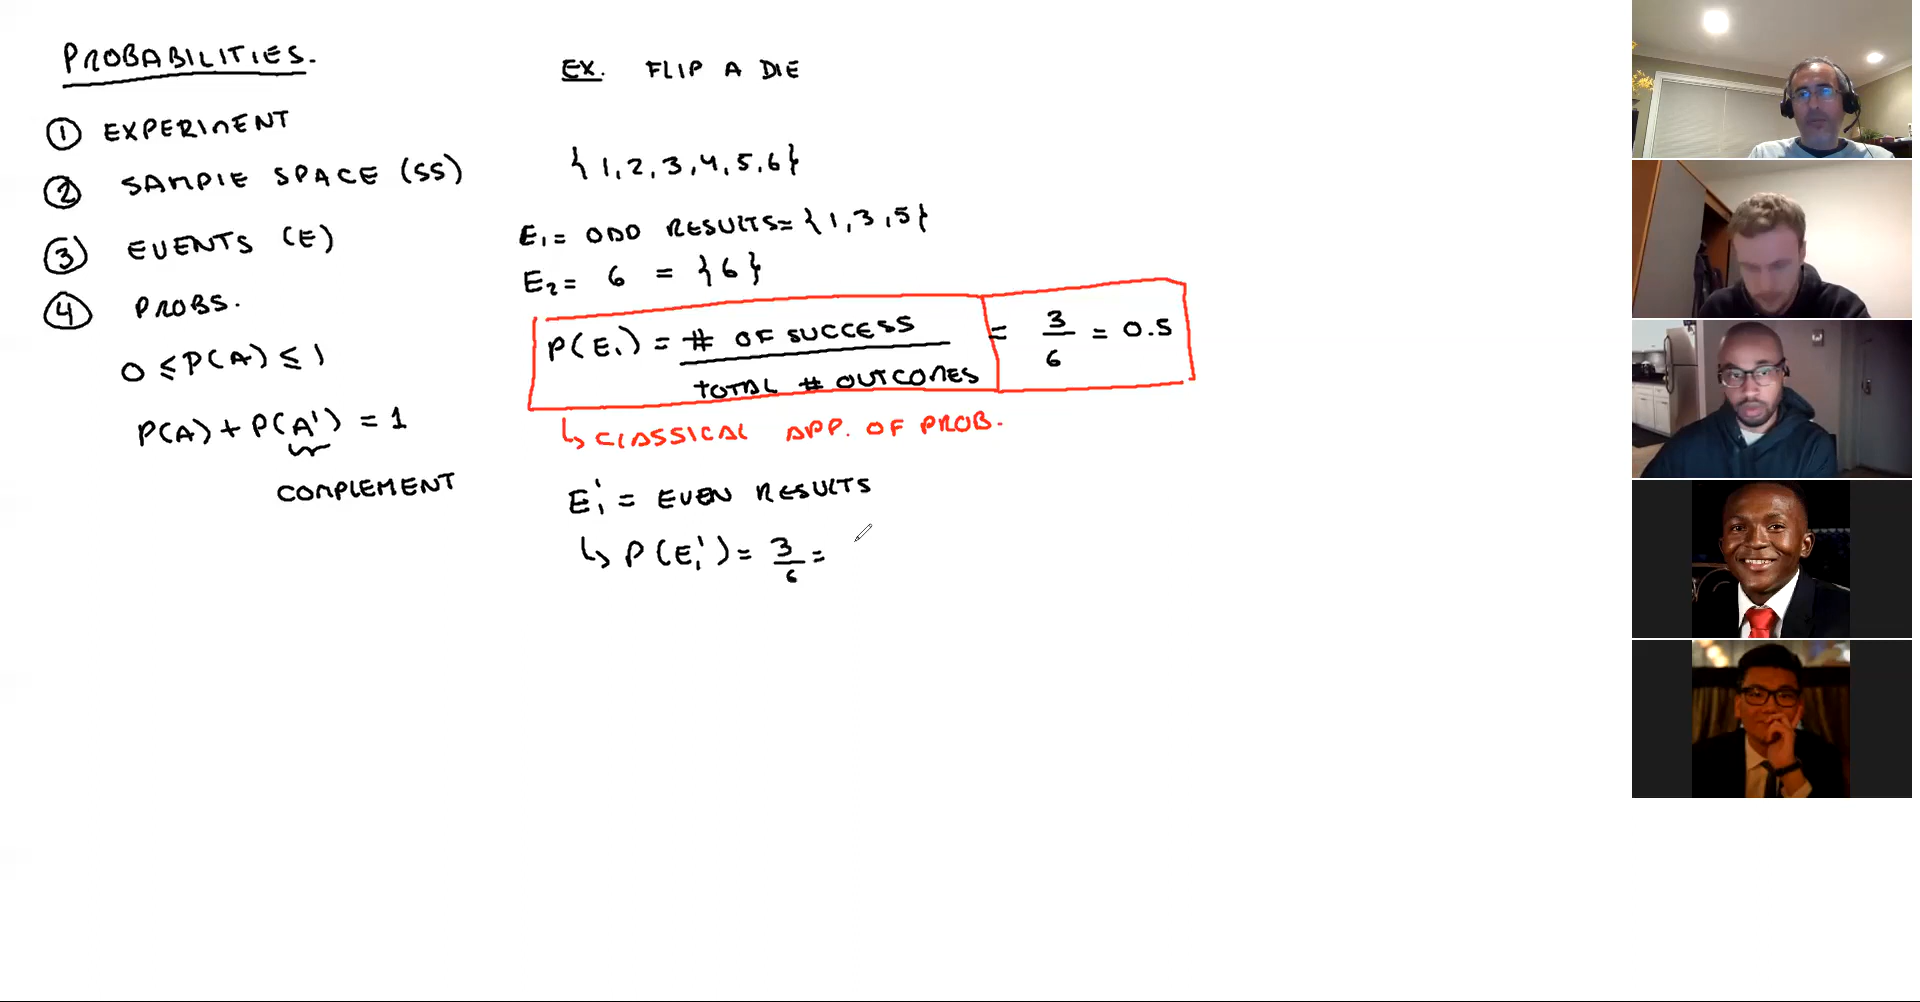 PROBABILITIES.
① EXPERIMENT
② SAMPLE SPACE (SS)
③ EVENTS (E)
④ PROBS.
0 ≤ P(A) ≤ 1
P(A) + P(A') = 1
COMPLEMENT
EX. FLIP A DIE
{1,2,3,4,5,6}
E₁ = ODD RESULTS = {1,3,5}
E₂ = 6 = {6}
P(E₁) = # OF SUCCESS / TOTAL # OUTCOMES = 3/6 = 0.5
↳ CLASSICAL APP. OF PROB.
E₁' = EVEN RESULTS
↳ P(E₁') = 3/6 =